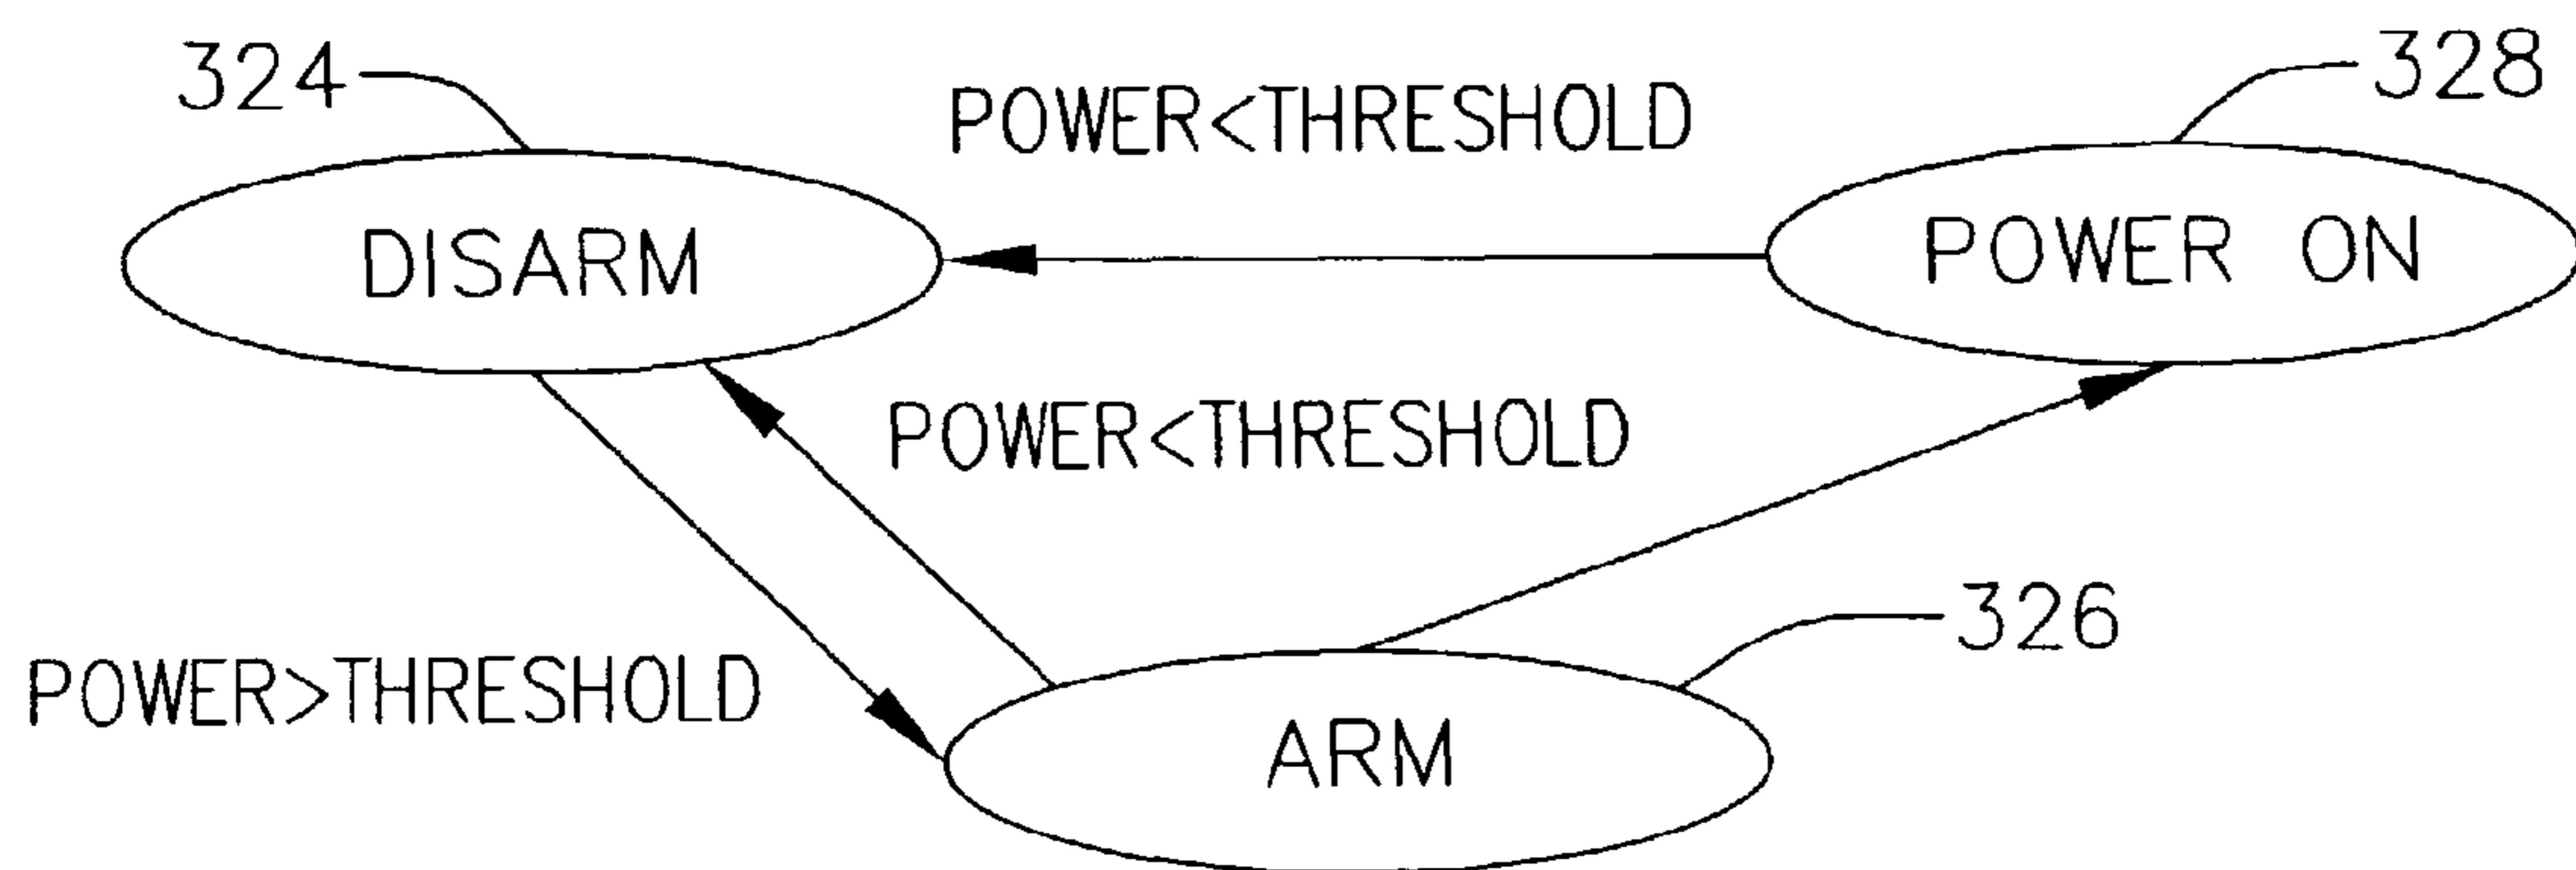 324
328
POWER<THRESHOLD
DISARM
POWER ON
POWER<THRESHOLD
326
POWER>THRESHOLD
ARM